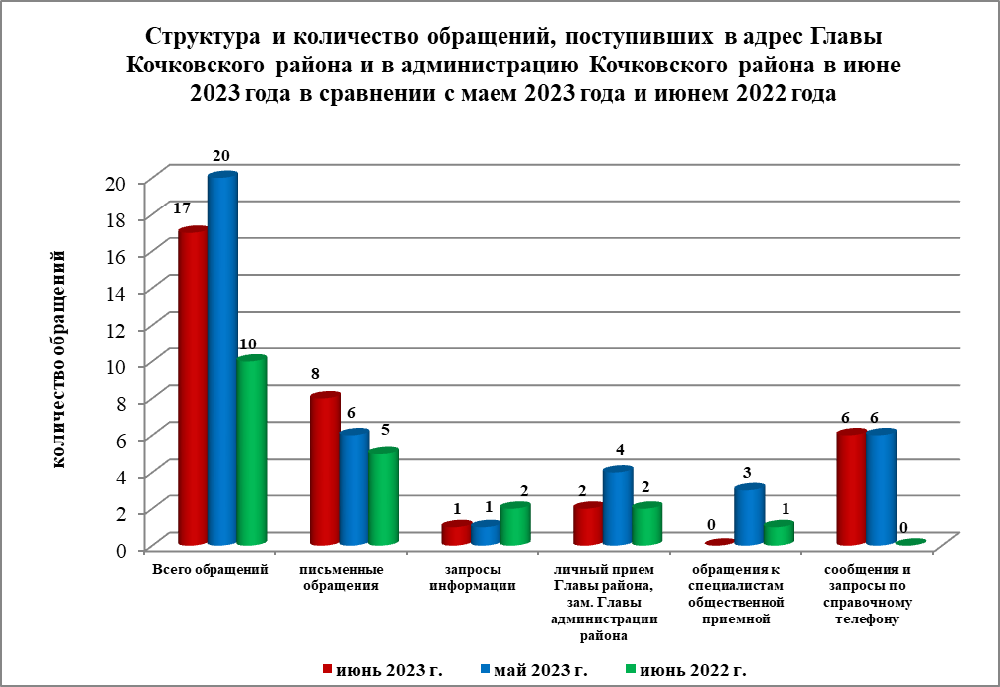 Структура и количество обращений, поступивших в адрес Главы
Кочковского района и в администрацию Кочковского района в июне
2023 года в сравнении с маем 2023 года и июнем 2022 года
количество обращений
20
18
16
14
12
10
8
6
4
2
0
17
20
10
8
6
5
1
1
2
2
4
2
0
3
1
6
6
0
Всего обращений
письменные
обращения
запросы
информации
личный прием
Главы района,
зам. Главы
администрации
района
обращения к
специалистам
общественной
приемной
сообщения и
запросы по
справочному
телефону
июнь 2023 г.
май 2023 г.
июнь 2022 г.